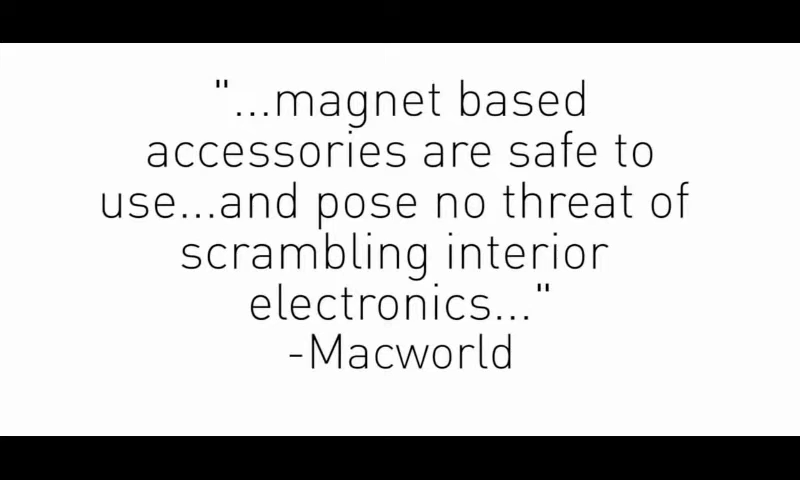 "...magnet based
accessories are safe to
use...and pose no threat of
scrambling interior
electronics..."
-Macworld